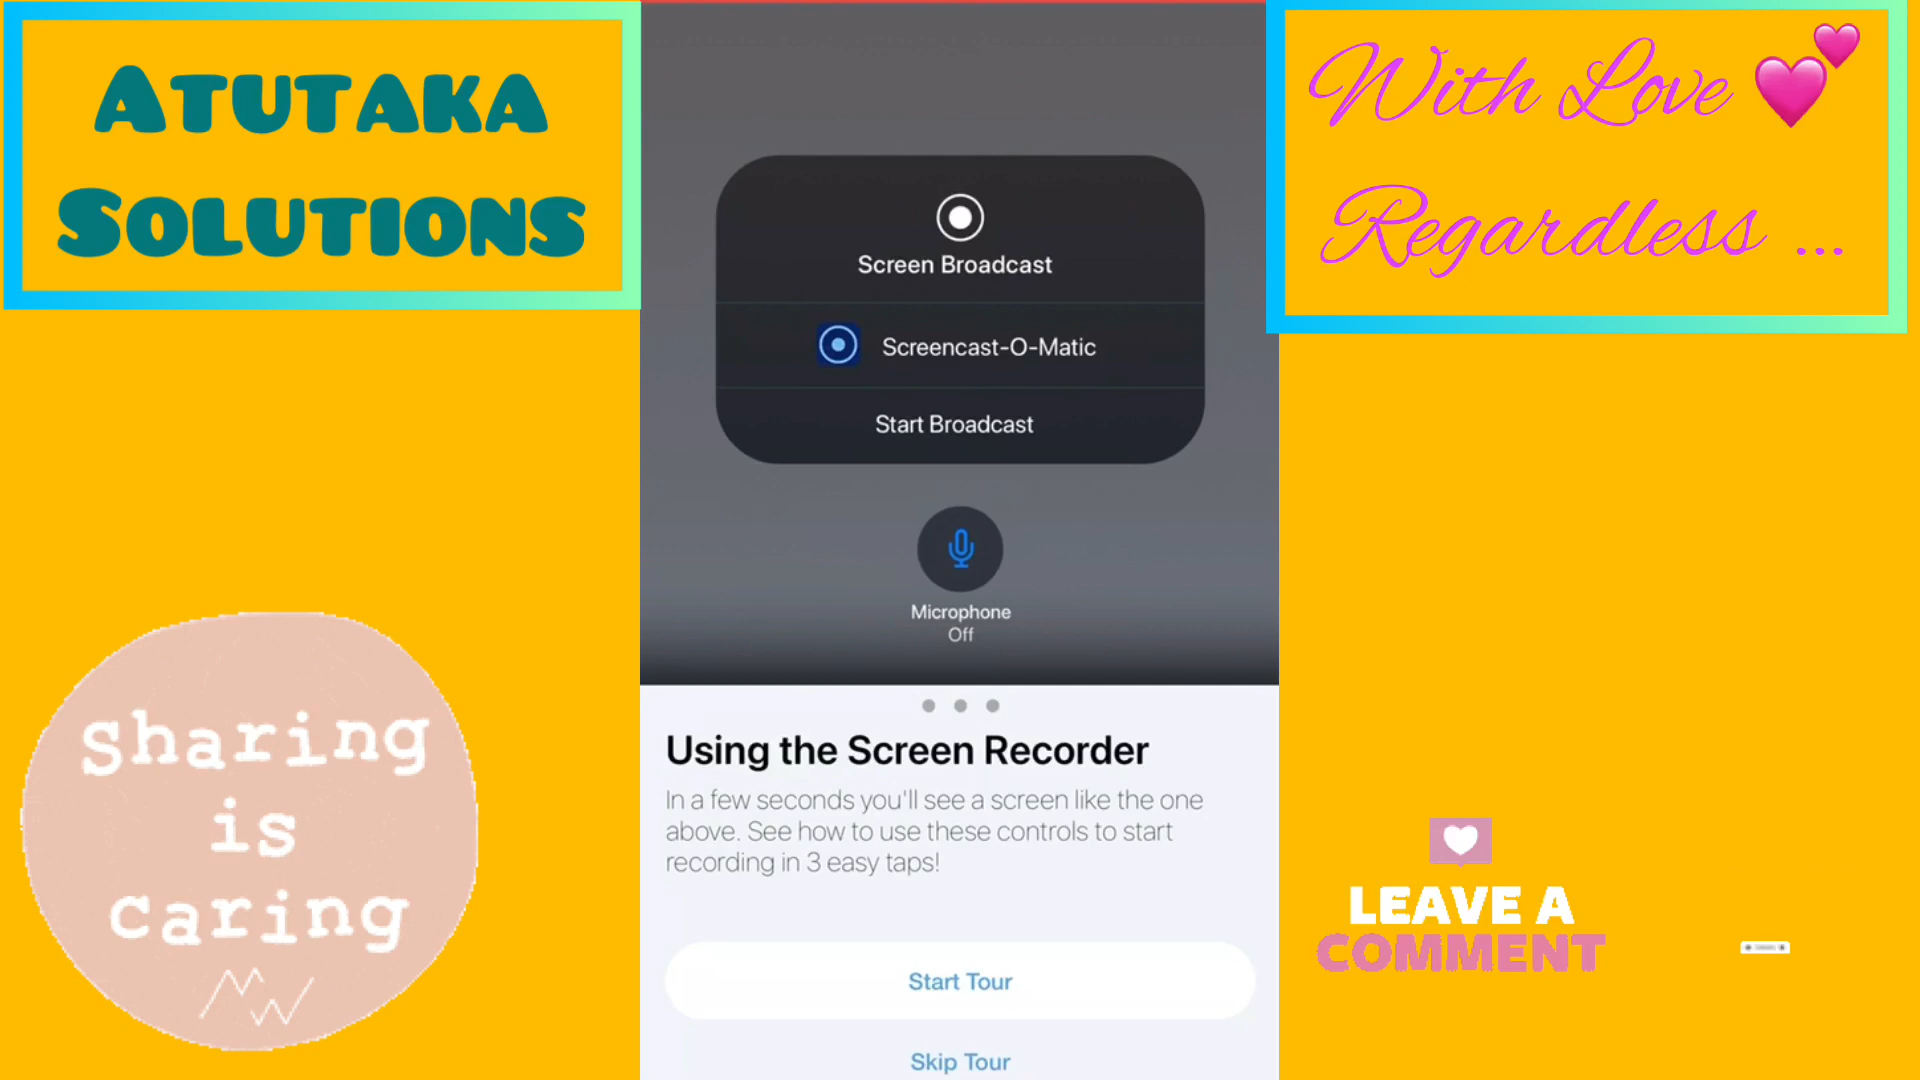 ATUTAKA
SOLUTIONS
With Love
Regardless ...
Screen Broadcast
Screencast-O-Matic
Start Broadcast
Microphone
Off
Using the Screen Recorder
In a few seconds you'll see a screen like the one
above. See how to use these controls to start
recording in 3 easy taps!
Start Tour
Skip Tour
Sharing
is
caring
LEAVE A
COMMENT